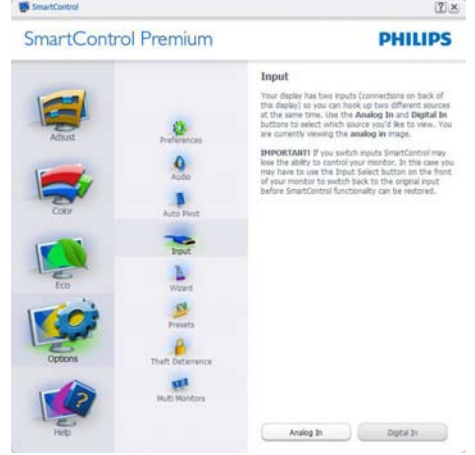 SmartControl
SmartControl Premium
PHILIPS
Adjust
Color
Eco
Options
Help
Preferences
Audio
Auto Pivot
Input
Wizard
Presets
Theft Deterrence
Multi Monitors
Input
Your display has two inputs (connections on back of
this display) so you can hook up two different sources
at the same time. Use the Analog In and Digital In
buttons to select which source you'd like to view. You
are currently viewing the analog in image.
IMPORTANT! If you switch inputs SmartControl may
lose the ability to control your monitor. In this case you
may have to use the Input Select button on the front
of your monitor to switch back to the original input
before SmartControl functionality can be restored.
Analog In
Digital In